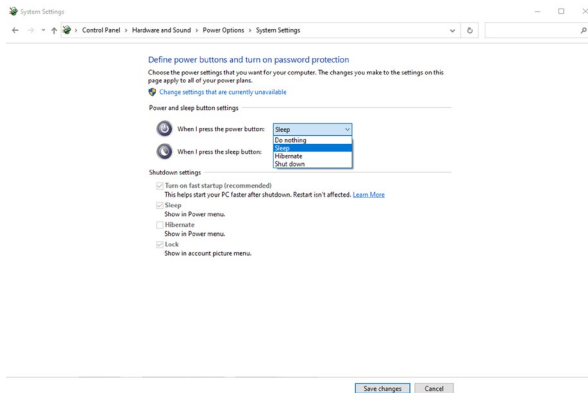 System Settings
Control Panel > Hardware and Sound > Power Options > System Settings
Define power buttons and turn on password protection
Choose the power settings that you want for your computer. The changes you make to the settings on this
page apply to all of your power plans.
Change settings that are currently unavailable
Power and sleep button settings
When I press the power button: Sleep
Do nothing
Sleep
When I press the sleep button:
Hibernate
Shut down
Shutdown settings
Turn on fast startup (recommended)
This helps start your PC faster after shutdown. Restart isn't affected. Learn More
Sleep
Show in Power menu.
Hibernate
Show in Power menu.
Lock
Show in account picture menu.
Save changes Cancel